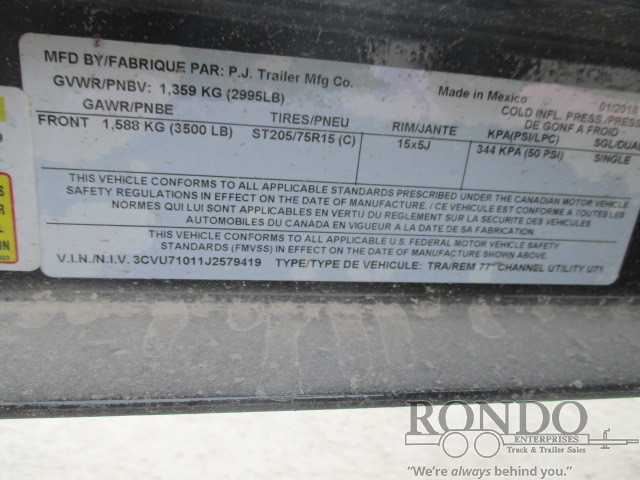 MFD BY/FABRIQUE PAR: P.J. Trailer Mfg Co.
GVWR/PNBV: 1,359 KG (2995LB)
Made in Mexico
01/2018
GAWR/PNBE
TIRES/PNEU
RIM/JANTE
COLD INFL. PRESS./PRESS.
DE GONF A FROID
KPA(PSI/LPC)
SGL/DUAL
FRONT 1,588 KG (3500 LB) ST205/75R15 (C) 15x5J 344 KPA (50 PSI) SINGLE
THIS VEHICLE CONFORMS TO ALL APPLICABLE STANDARDS PRESCRIBED UNDER THE CANADIAN MOTOR VEHICLE
SAFETY REGULATIONS IN EFFECT ON THE DATE OF MANUFACTURE. / CE VEHICULE EST CONFORME A TOUTES LES
NORMES QUI LUI SONT APPLICABLES EN VERTU DU REGLEMENT SUR LA SECURITE DES VEHICULES
AUTOMOBILES DU CANADA EN VIGUEUR A LA DATE DE SA FABRICATION.
THIS VEHICLE CONFORMS TO ALL APPLICABLE U.S. FEDERAL MOTOR VEHICLE SAFETY
STANDARDS (FMVSS) IN EFFECT ON THE DATE OF MANUFACTURE SHOWN ABOVE.
V.I.N./N.I.V. 3CVU71011J2579419 TYPE/TYPE DE VEHICULE: TRA/REM 77" CHANNEL UTILITY U71
RONDO
ENTERPRISES
Truck & Trailer Sales
"We're always behind you."